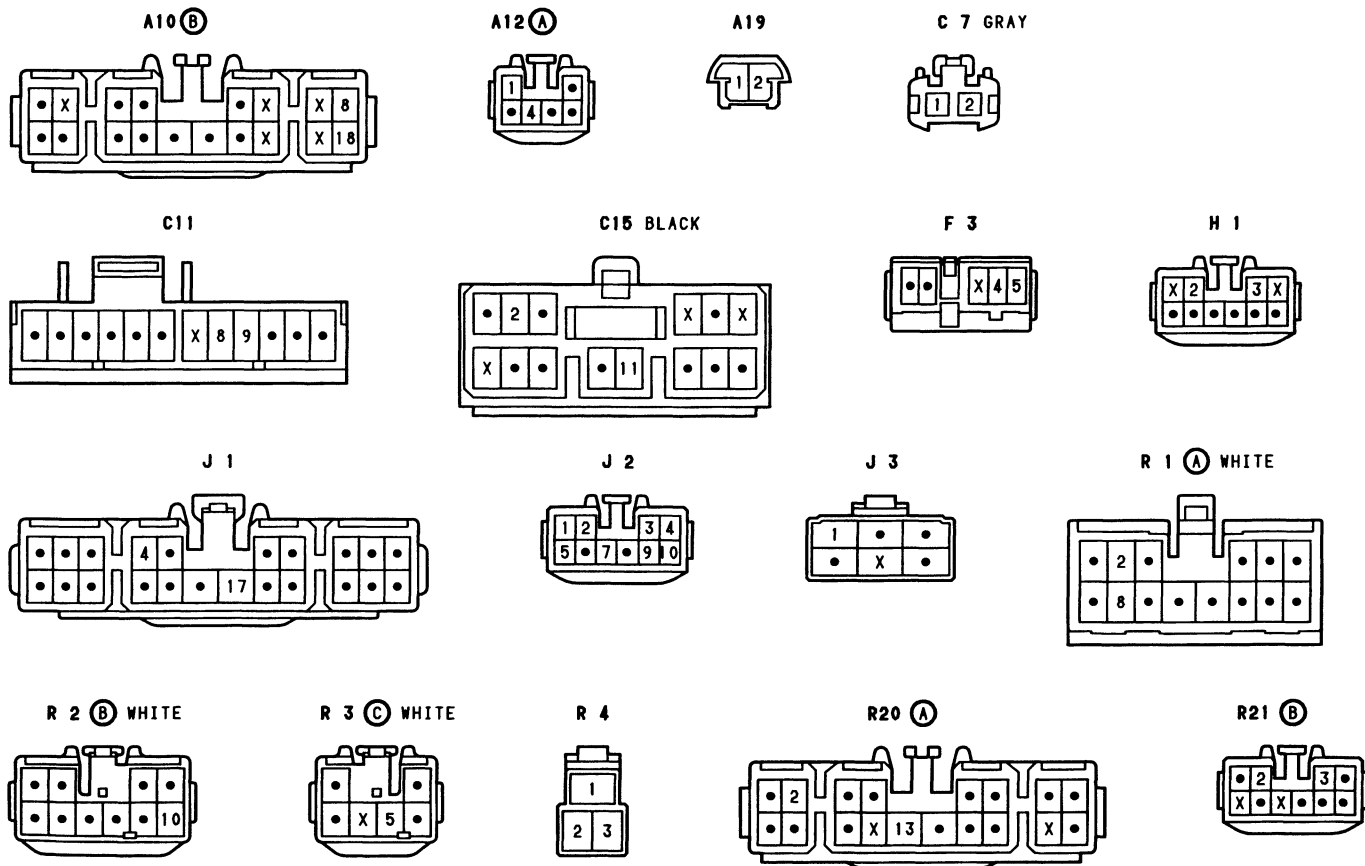 A10 B A12 A A19 C 7 GRAY
X X 8 1 1 2 1 2
X X 18 4
C11 C15 BLACK F 3 H 1
X 8 9 2 X X X 4 5 X 2 3 X
X 11
J 1 J 2 J 3 R 1 A WHITE
4 1 2 3 4 1 2
17 5 7 9 10 X 8
R 2 B WHITE R 3 C WHITE R 4 R20 A R21 B
1 2 2 3
10 X 5 2 3 X 13 X X X